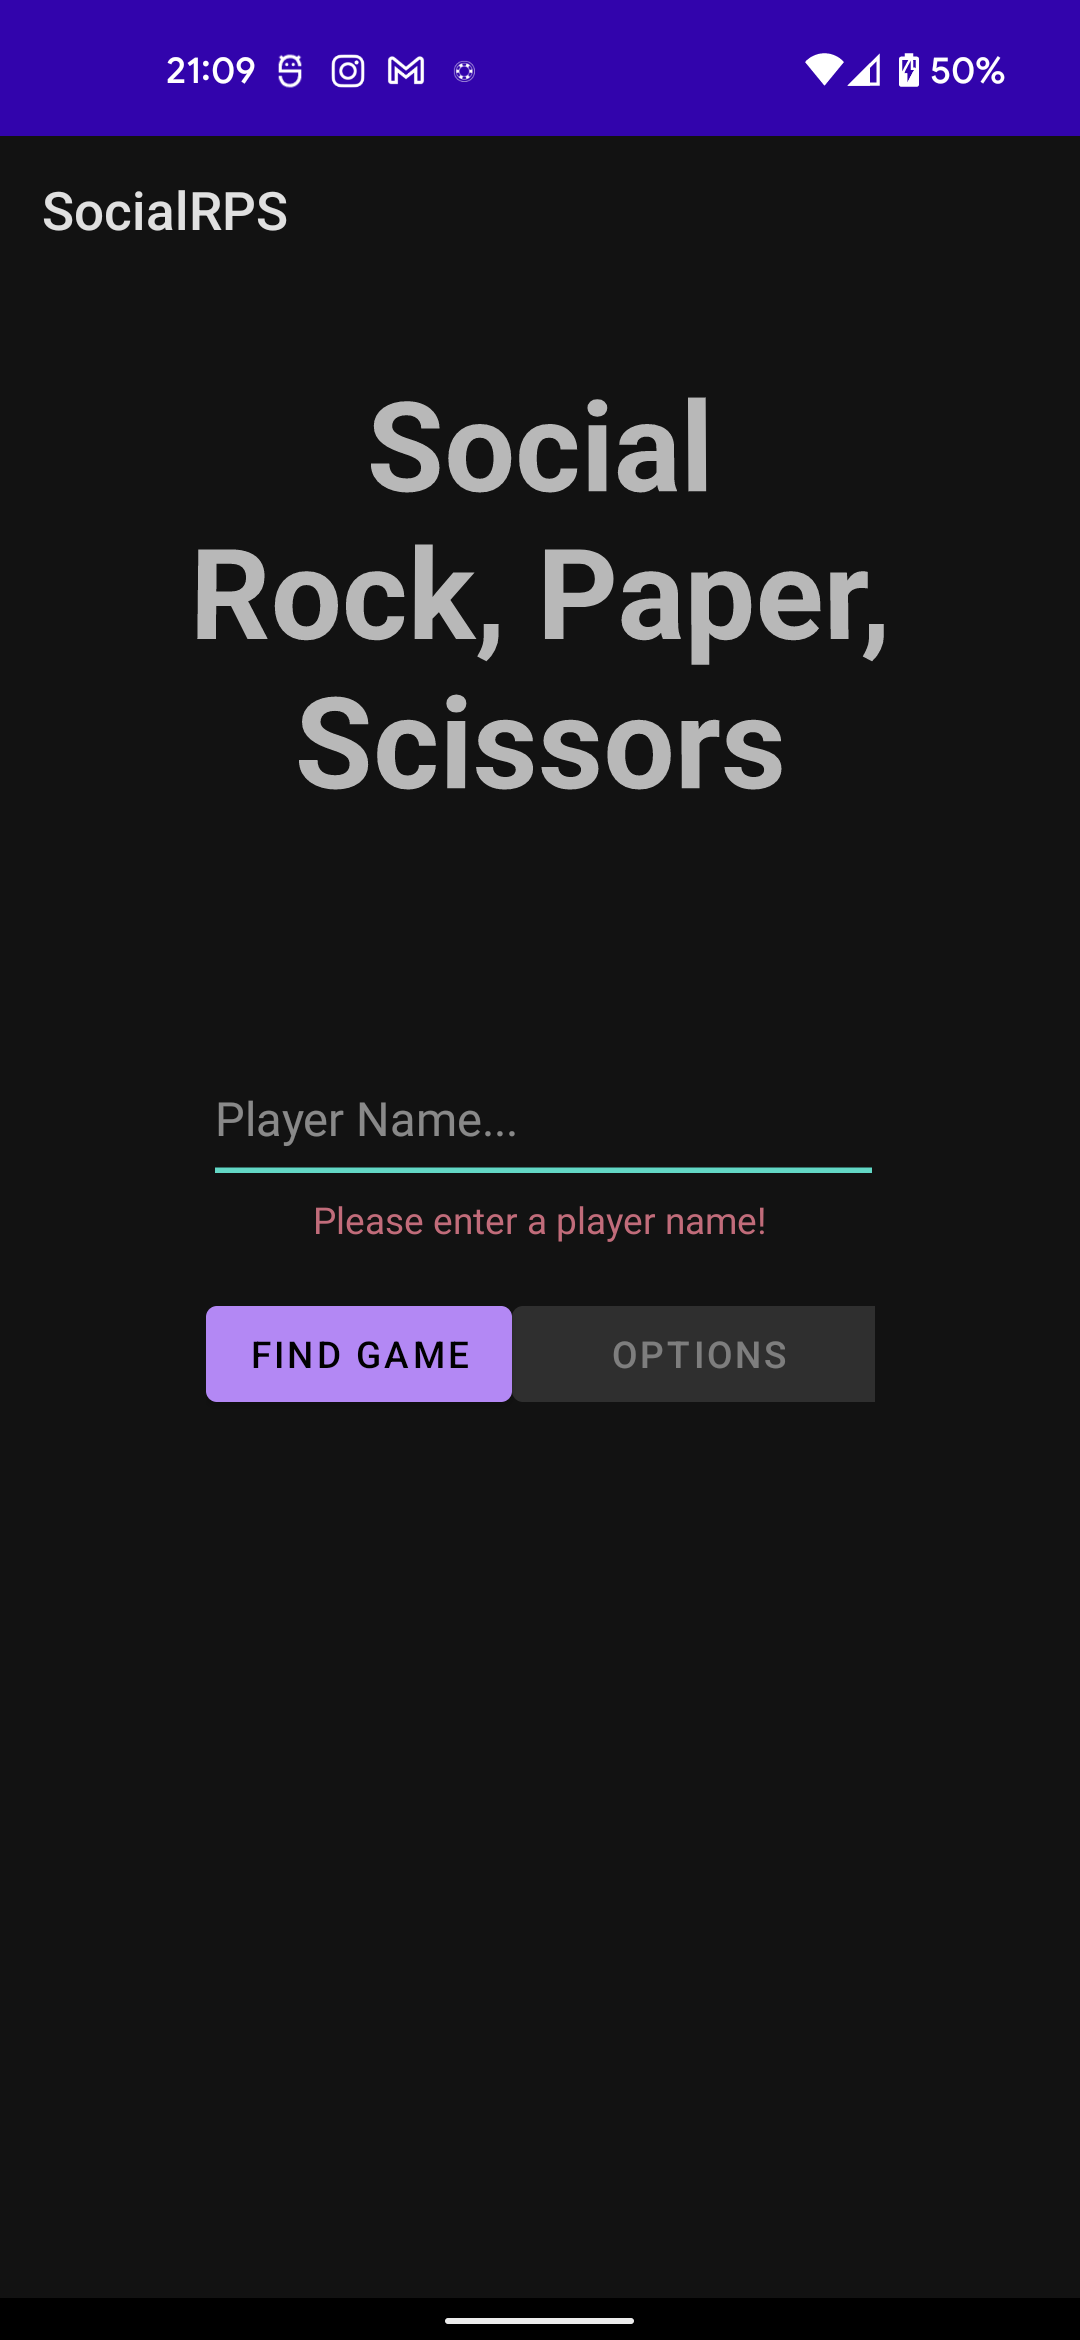 21:09
50%
SocialRPS
Social
Rock, Paper,
Scissors
Player Name...
Please enter a player name!
FIND GAME
OPTIONS